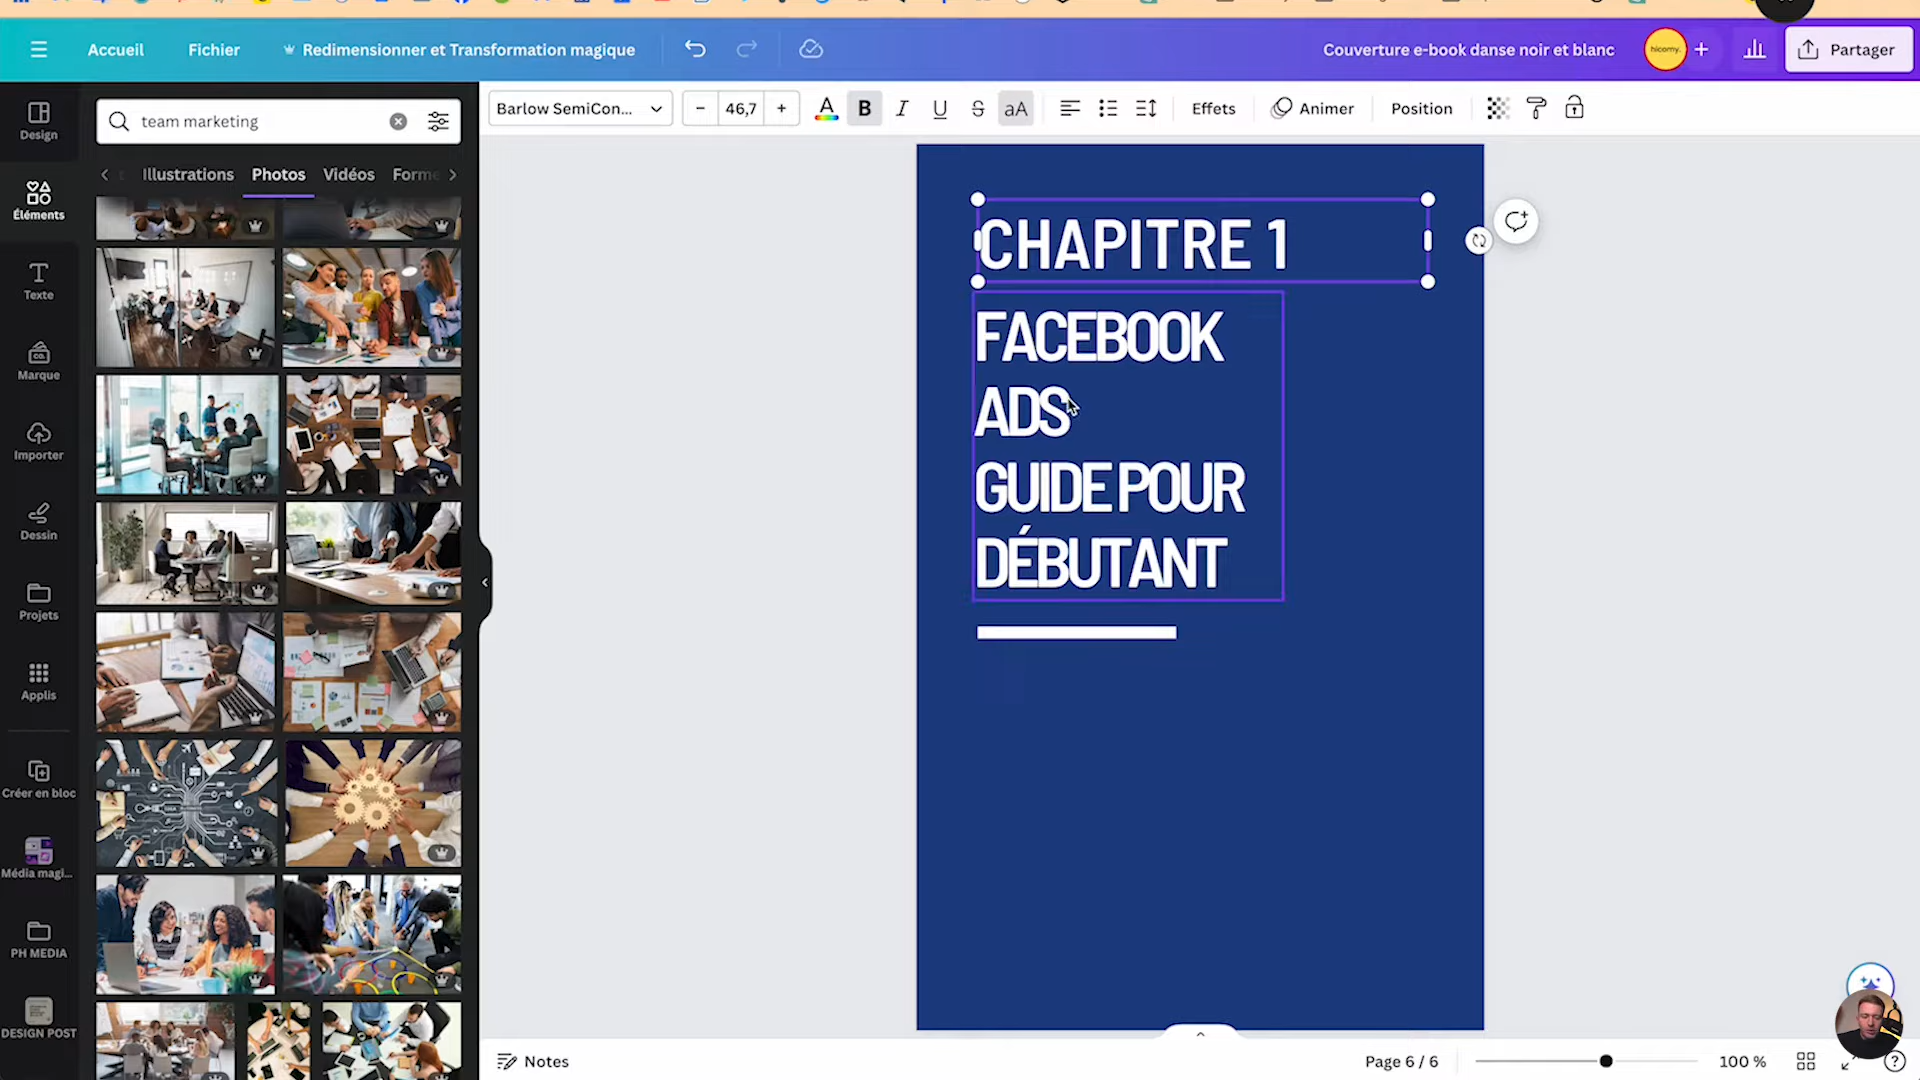 Accueil
Fichier
Redimensionner et Transformation magique
Couverture e-book danse noir et blanc
hicomy.
Partager
Design
Éléments
Texte
Marque
Importer
Dessin
Projets
Applis
Créer en bloc
Média magi...
PH MEDIA
DESIGN POST
team marketing
Illustrations
Photos
Vidéos
Forme
Barlow SemiCon...
46,7
A
B
I
U
S
aA
Effets
Animer
Position
CHAPITRE 1
FACEBOOK
ADS
GUIDE POUR
DÉBUTANT
Notes
Page 6 / 6
100 %